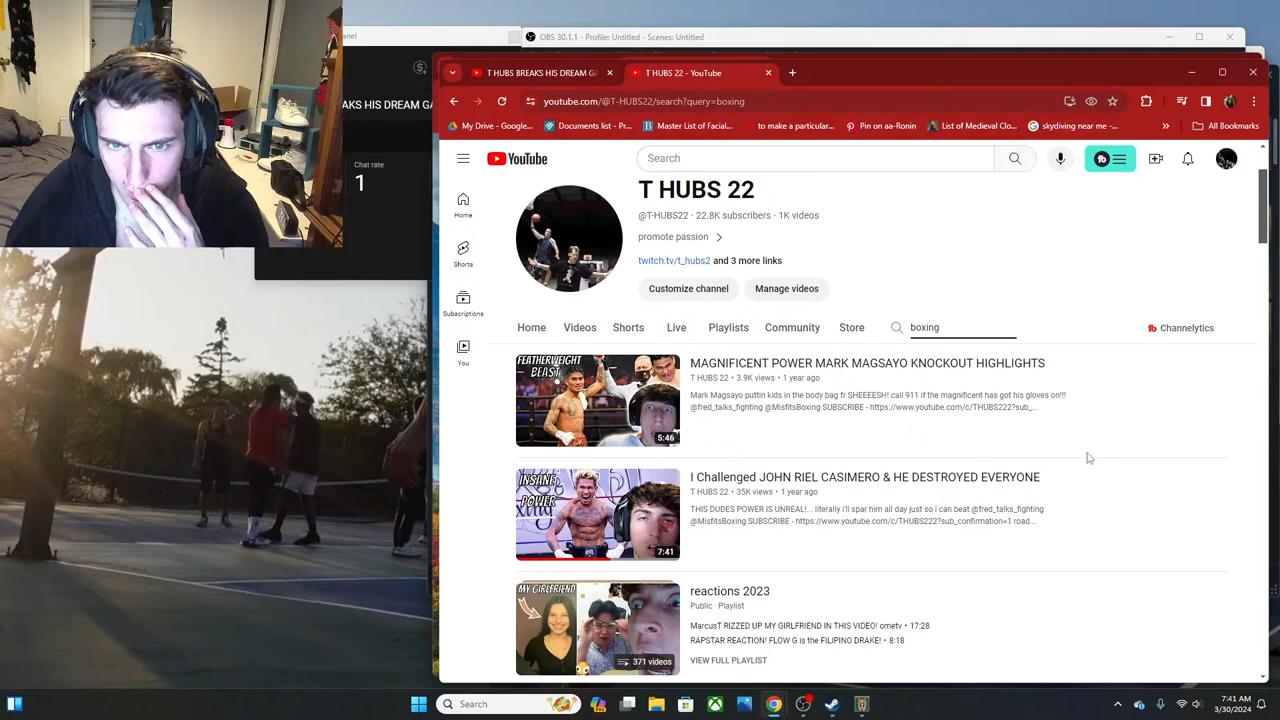 anel
OBS 30.1.1 - Profile: Untitled - Scenes: Untitled
AKS HIS DREAM GA
Chat rate
1
T HUBS BREAKS HIS DREAM GA
T HUBS 22 - YouTube
youtube.com/@T-HUBS22/search?query=boxing
My Drive - Google...
Documents list - Pr...
Master List of Facial...
to make a particular...
Pin on aa-Ronin
List of Medieval Clo...
skydiving near me -...
All Bookmarks
YouTube
Search
Home
Shorts
Subscriptions
You
T HUBS 22
@T-HUBS22 · 22.8K subscribers · 1K videos
promote passion
twitch.tv/t_hubs2 and 3 more links
Customize channel
Manage videos
Home
Videos
Shorts
Live
Playlists
Community
Store
boxing
Channelytics
FEATHERWEIGHT
BEAST
5:46
MAGNIFICENT POWER MARK MAGSAYO KNOCKOUT HIGHLIGHTS
T HUBS 22 • 3.9K views • 1 year ago
Mark Magsayo puttin kids in the body bag fr SHEEEESH! call 911 if the magnificent has got his gloves on!!!
@fred_talks_fighting @MisfitsBoxing SUBSCRIBE - https://www.youtube.com/c/THUBS222?sub_...
INSANE
POWER
7:41
I Challenged JOHN RIEL CASIMERO & HE DESTROYED EVERYONE
T HUBS 22 • 35K views • 1 year ago
THIS DUDES POWER IS UNREAL!... literally i'll spar him all day just so i can beat @fred_talks_fighting
@MisfitsBoxing SUBSCRIBE - https://www.youtube.com/c/THUBS222?sub_confirmation=1 road...
MY GIRLFRIEND
371 videos
reactions 2023
Public · Playlist
MarcusT RIZZED UP MY GIRLFRIEND IN THIS VIDEO! ometv • 17:28
RAPSTAR REACTION! FLOW G is the FILIPINO DRAKE! • 8:18
VIEW FULL PLAYLIST
Search
7:41 AM
3/30/2024